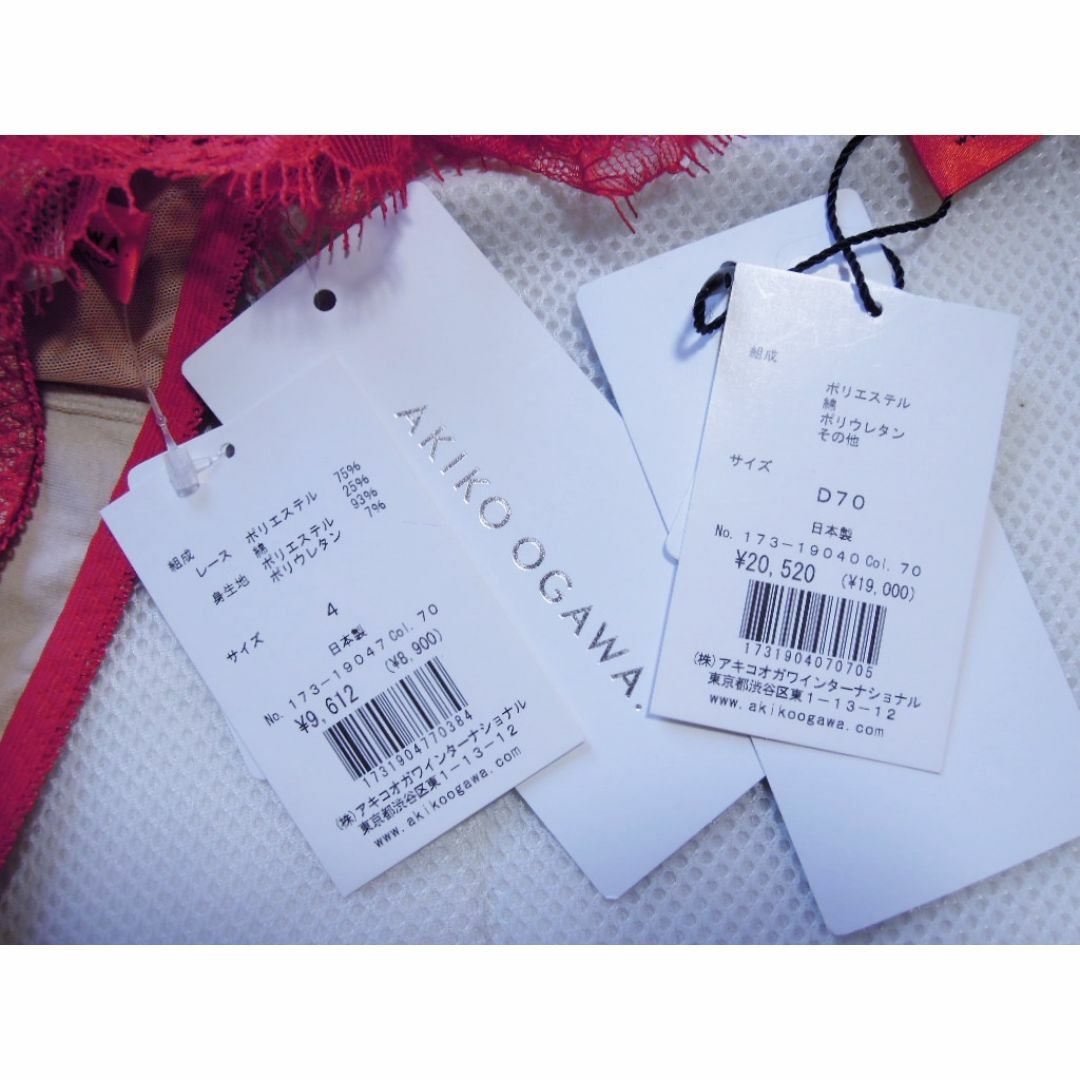 組成
レース ポリエステル 75%
綿 25%
身生地 ポリエステル 93%
ポリウレタン 7%
サイズ 4
日本製
No. 173-19047 Col. 70
¥9,612 (¥8,900)
1731904770384
(株)アキコオガワインターナショナル
東京都渋谷区東1-13-12
www.akikoogawa.com
AKIKO OGAWA.
組成
ポリエステル
綿
ポリウレタン
その他
サイズ
D70
日本製
No. 173-19040 Col. 70
¥20,520 (¥19,000)
1731904070705
(株)アキコオガワインターナショナル
東京都渋谷区東1-13-12
www.akikoogawa.com